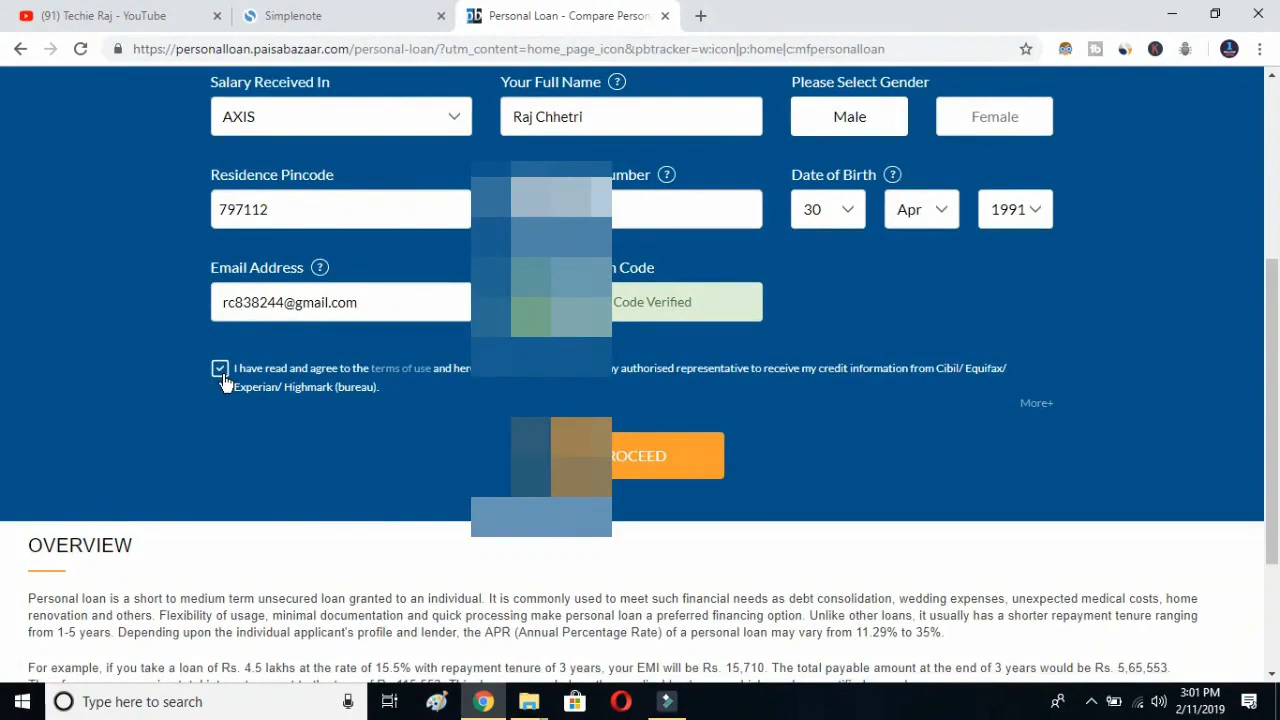 (91) Techie Raj - YouTube
Simplenote
Personal Loan - Compare Person
https://personalloan.paisabazaar.com/personal-loan/?utm_content=home_page_icon&pbtracker=w:icon|p:home|c:mfpersonalloan
Salary Received In
Your Full Name ?
Please Select Gender
AXIS
Raj Chhetri
Male
Female
Residence Pincode
?
Date of Birth ?
797112
30
Apr
1991
Email Address ?
Code
rc838244@gmail.com
Code Verified
I have read and agree to the terms of use and authorised representative to receive my credit information from Cibil/ Equifax/
Experian/ Highmark (bureau).
More+
OVERVIEW
Personal loan is a short to medium term unsecured loan granted to an individual. It is commonly used to meet such financial needs as debt consolidation, wedding expenses, unexpected medical costs, home
renovation and others. Flexibility of usage, minimal documentation and quick processing make personal loan a preferred financing option. Unlike other loans, it usually has a shorter repayment tenure ranging
from 1-5 years. Depending upon the individual applicant's profile and lender, the APR (Annual Percentage Rate) of a personal loan may vary from 11.29% to 35%.
For example, if you take a loan of Rs. 4.5 lakhs at the rate of 15.5% with repayment tenure of 3 years, your EMI will be Rs. 15,710. The total payable amount at the end of 3 years would be Rs. 5,65,553.
Type here to search
3:01 PM
2/11/2019